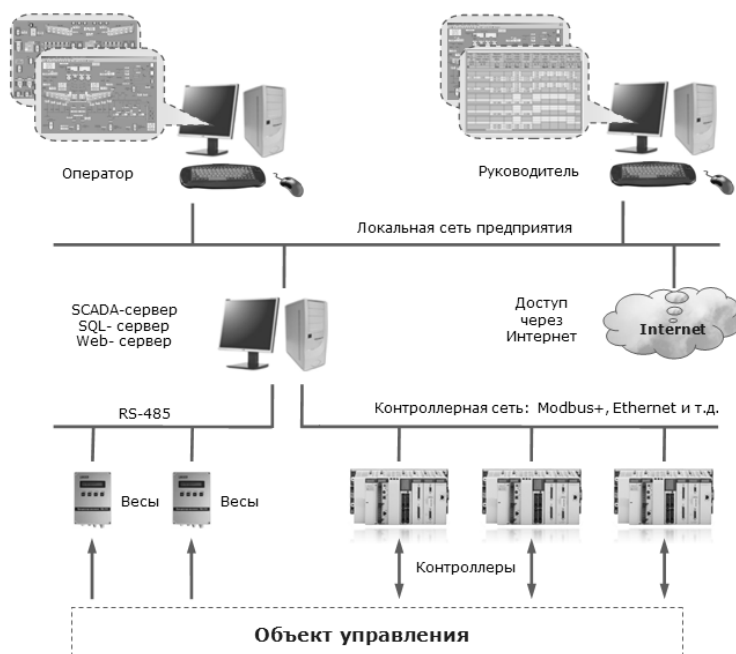 Оператор
Руководитель
Локальная сеть предприятия
SCADA-сервер
SQL- сервер
Web- сервер
Доступ
через
Интернет
Internet
RS-485
Контроллерная сеть: Modbus+, Ethernet и т.д.
Весы
Весы
Контроллеры
Объект управления